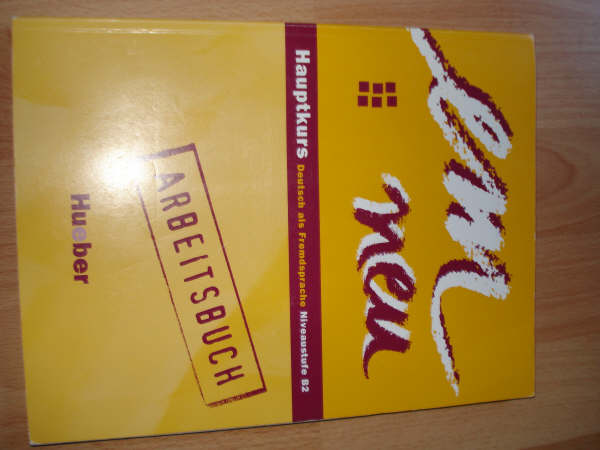 em
neu
Hauptkurs Deutsch als Fremdsprache Niveaustufe B2
ARBEITSBUCH
Hueber